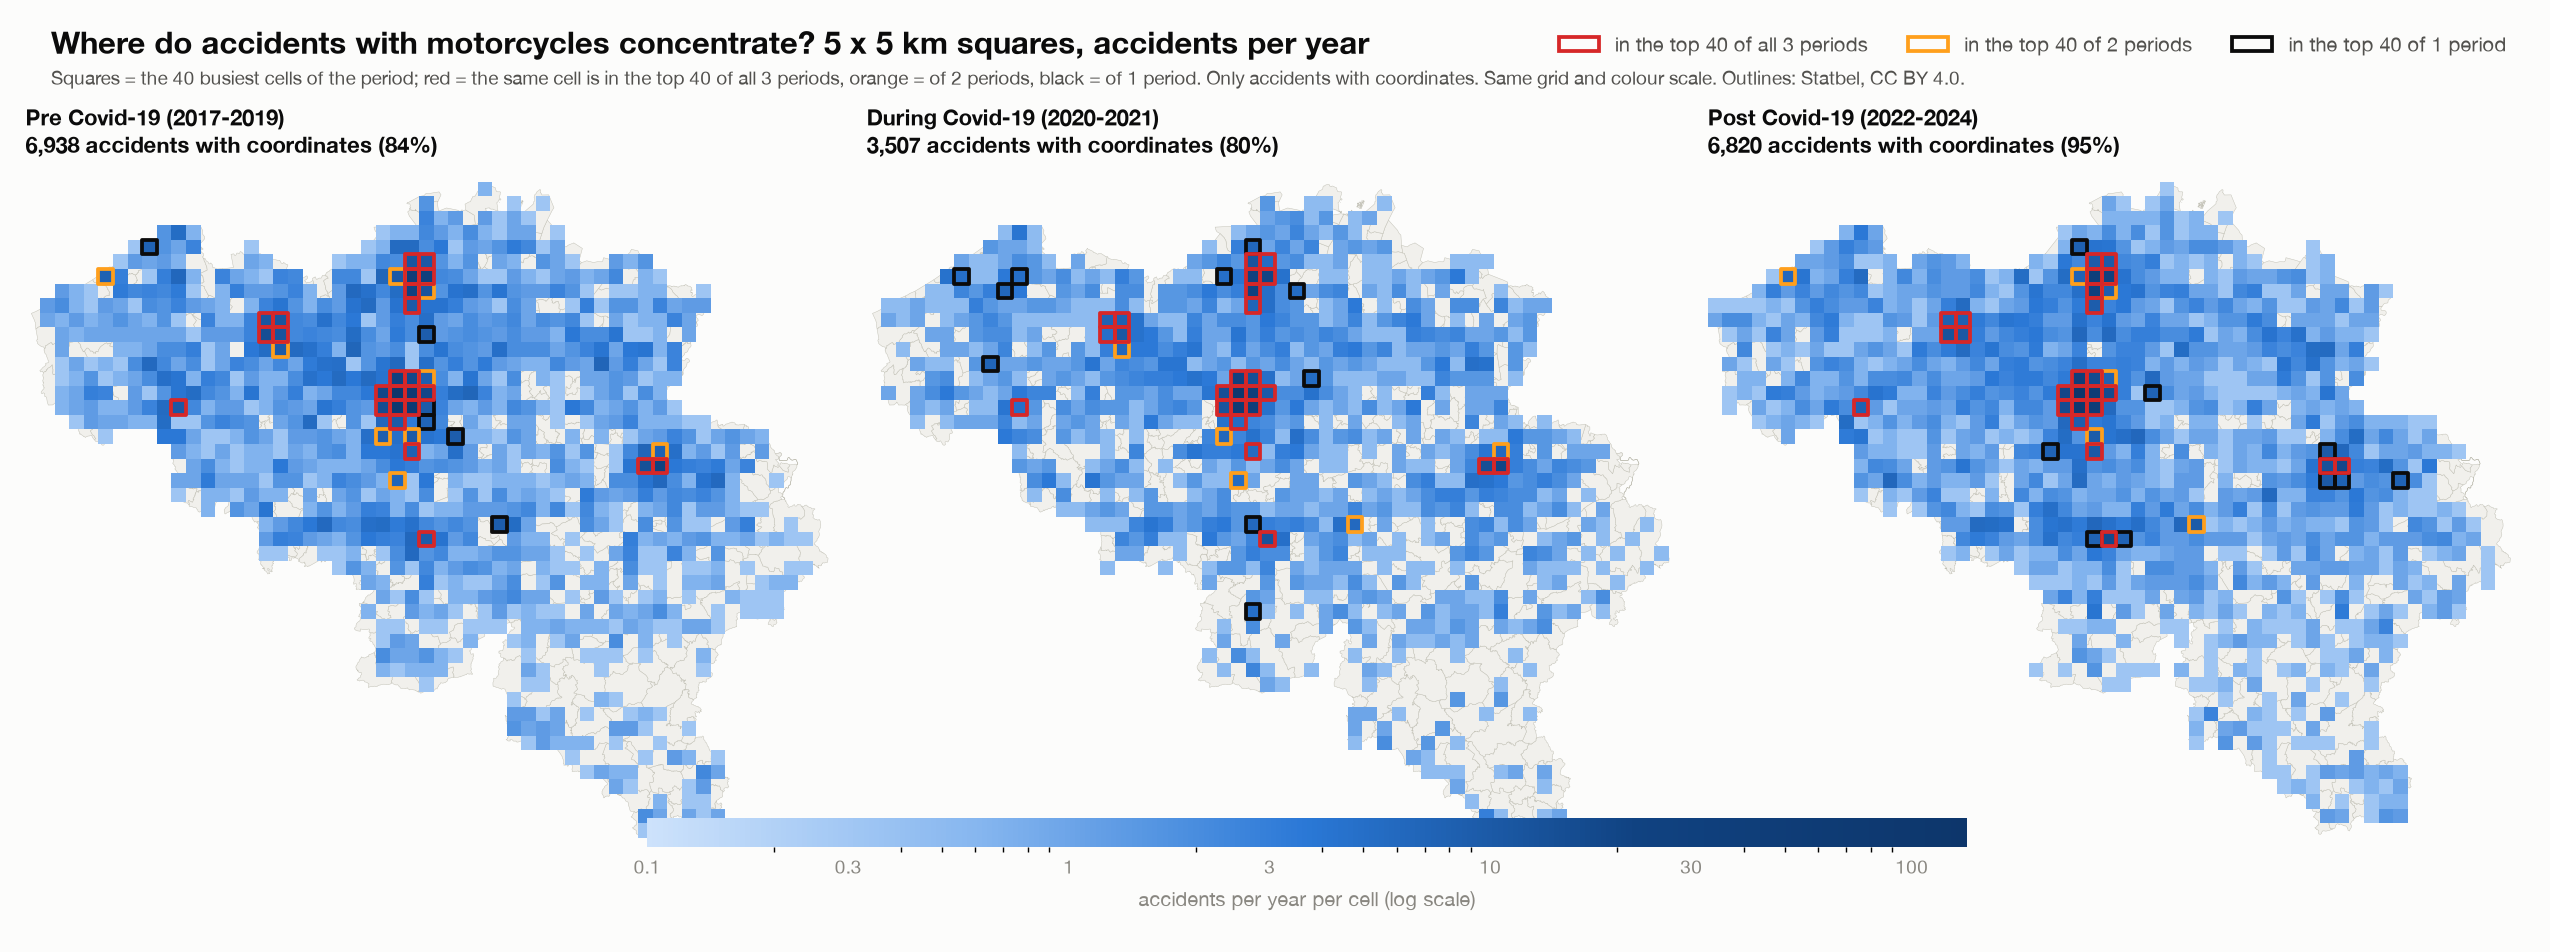 Where do accidents with motorcycles concentrate? 5 x 5 km squares, accidents per year
in the top 40 of all 3 periods
in the top 40 of 2 periods
in the top 40 of 1 period
Squares = the 40 busiest cells of the period; red = the same cell is in the top 40 of all 3 periods, orange = of 2 periods, black = of 1 period. Only accidents with coordinates. Same grid and colour scale. Outlines: Statbel, CC BY 4.0.
Pre Covid-19 (2017-2019)
6,938 accidents with coordinates (84%)
During Covid-19 (2020-2021)
3,507 accidents with coordinates (80%)
Post Covid-19 (2022-2024)
6,820 accidents with coordinates (95%)
0.1 0.3 1 3 10 30 100
accidents per year per cell (log scale)